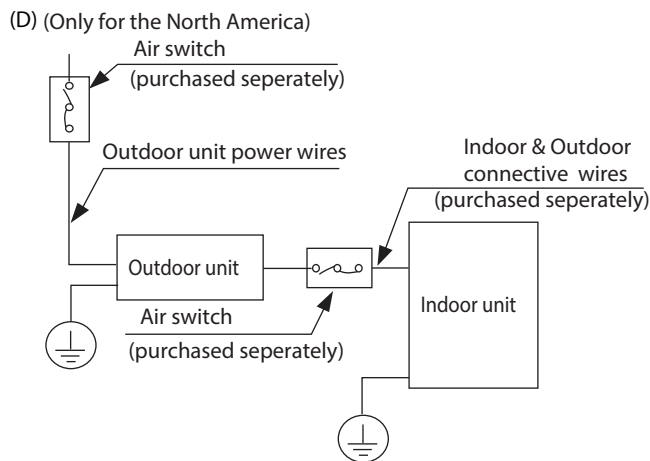 (D) (Only for the North America)
Air switch
(purchased seperately)
Outdoor unit power wires
Indoor & Outdoor
connective wires
(purchased seperately)
Outdoor unit
Indoor unit
Air switch
(purchased seperately)